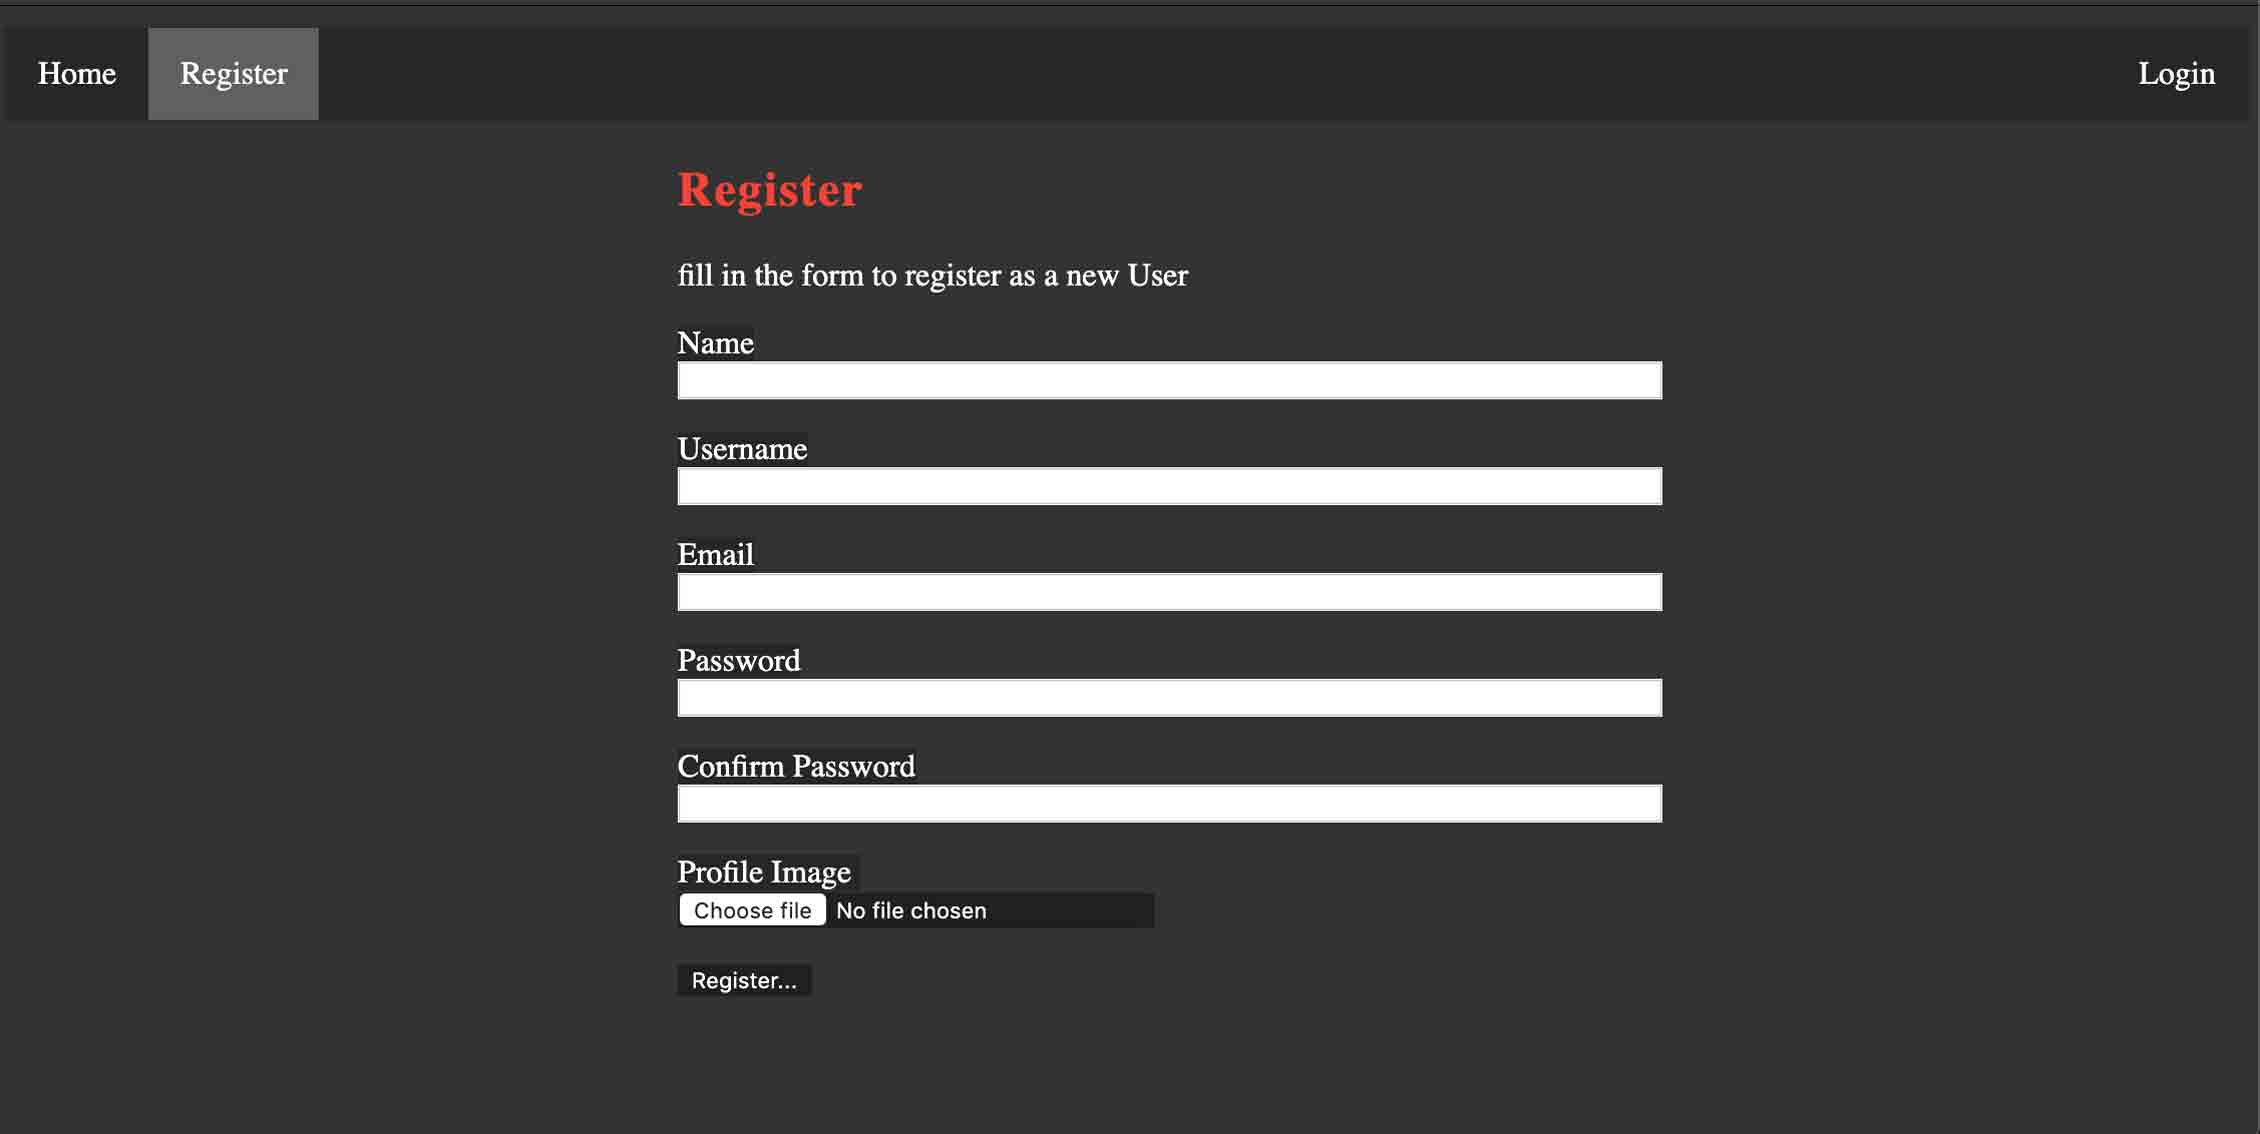 Home Register Login
Register
fill in the form to register as a new User
Name
Username
Email
Password
Confirm Password
Profile Image
Choose file No file chosen
Register...